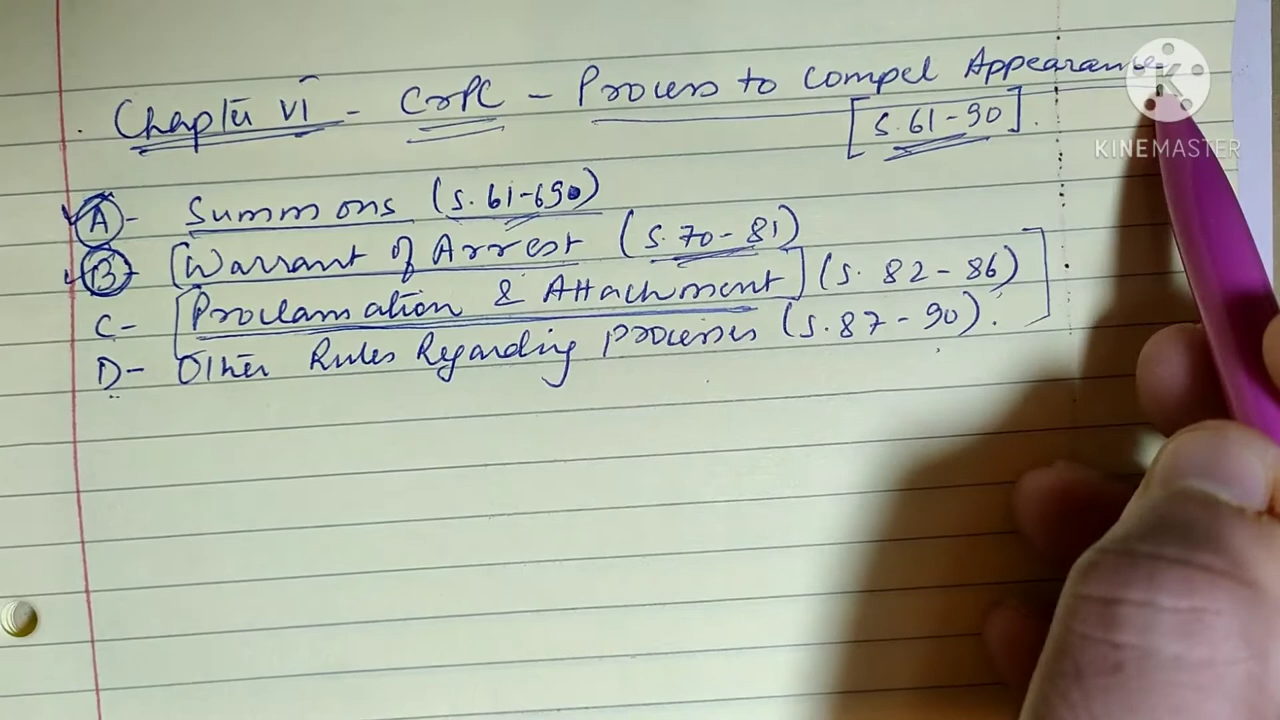 Chapter VI - CrPC - Process to Compel Appearance
[S. 61-90].
A- Summons (S. 61-69)
B- [Warrant of Arrest (S. 70-81)
C- [Proclamation & Attachment] (S. 82-86)
D- Other Rules Regarding processes (S. 87-90).
KINEMASTER